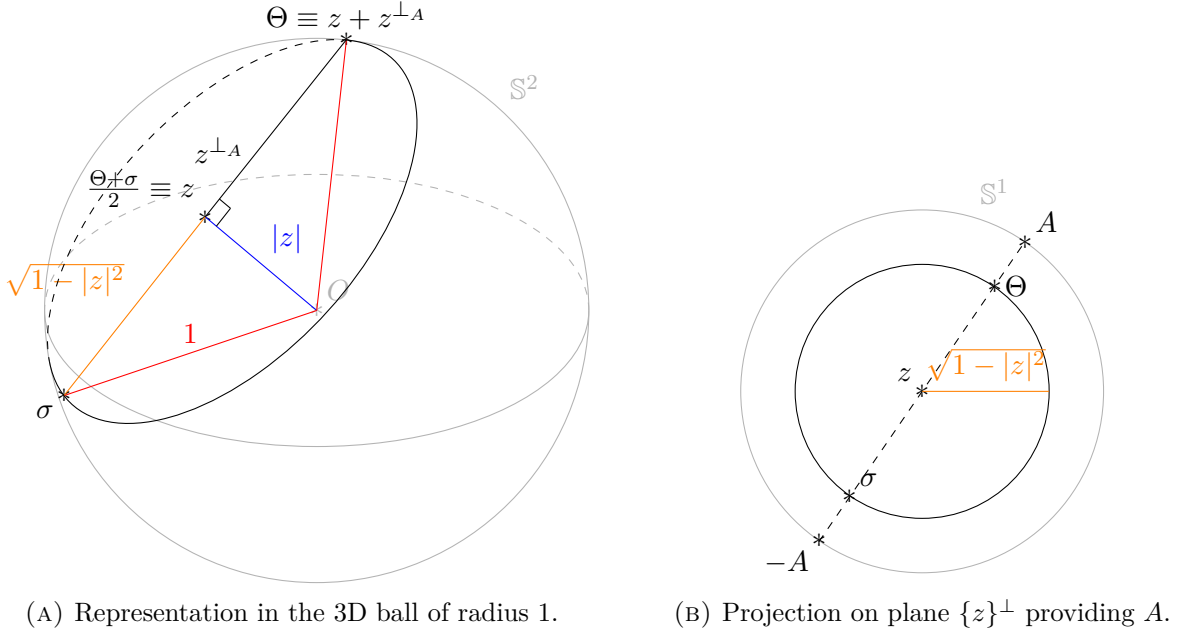 Θ ≡ z + z^{⊥_A}
𝕊²
z^{⊥_A}
Θ+σ/2 ≡ z
|z|
√1 − |z|²
O
1
σ
(A) Representation in the 3D ball of radius 1.
𝕊¹
A
Θ
√1 − |z|²
z
σ
−A
(B) Projection on plane {z}^⊥ providing A.